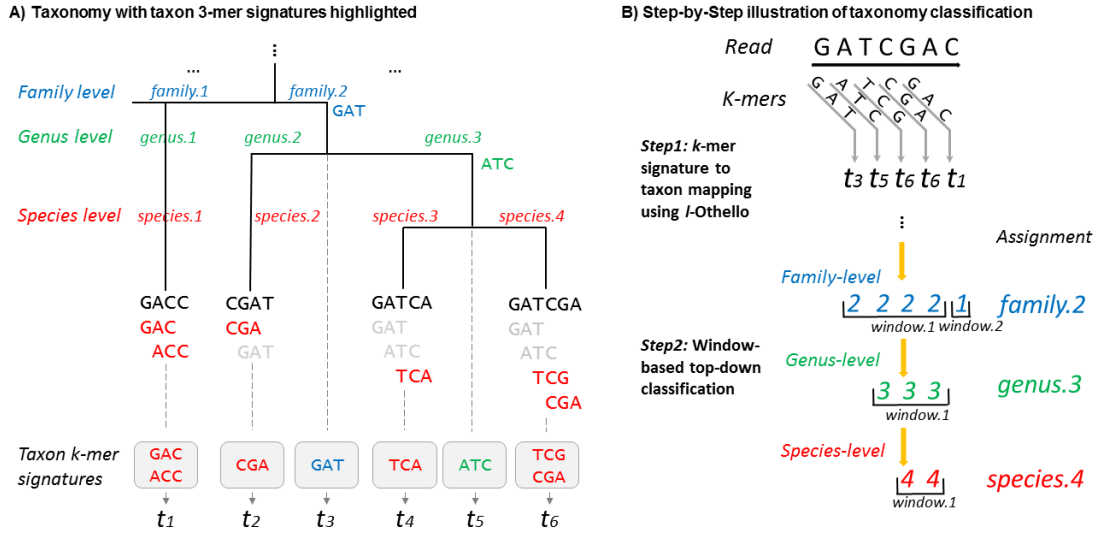 A) Taxonomy with taxon 3-mer signatures highlighted
...
... ...
Family level family.1 family.2
GAT
Genus level genus.1 genus.2 genus.3
ATC
Species level species.1 species.2 species.3 species.4
GACC CGAT GATCA GATCGA
GAC CGA GAT GAT
ACC GAT ATC ATC
TCA TCG
CGA
Taxon k-mer signatures
GAC ACC
CGA
GAT
TCA
ATC
TCG CGA
t1 t2 t3 t4 t5 t6
B) Step-by-Step illustration of taxonomy classification
Read GATCGAC
K-mers
GAT ATC TCG CGA GAC
Step1: k-mer
signature to
taxon mapping
using l-Othello
t3 t5 t6 t6 t1
...
Assignment
Family-level
2 2 2 2 1 family.2
window.1 window.2
Step2: Window-
based top-down
classification
Genus-level
3 3 3 genus.3
window.1
Species-level
4 4 species.4
window.1